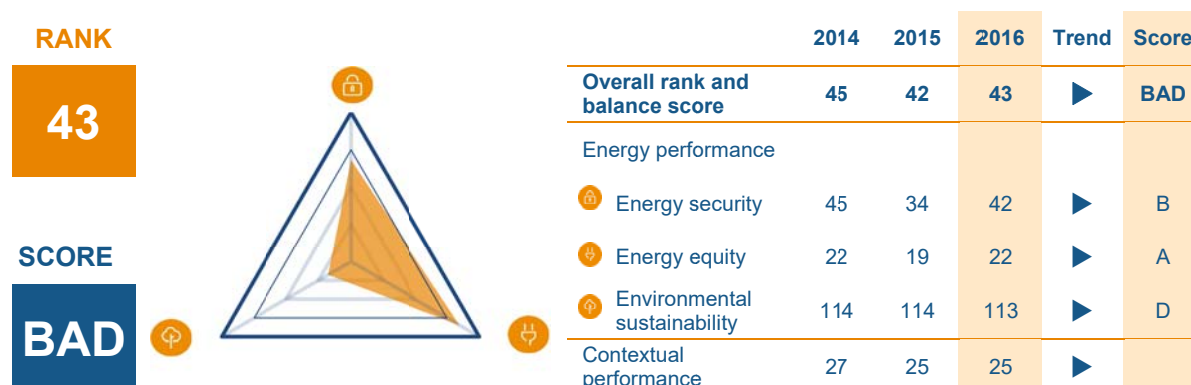 RANK
43
SCORE
BAD
2014 2015 2016 Trend Score
Overall rank and
balance score 45 42 43 BAD
Energy performance
Energy security 45 34 42 B
Energy equity 22 19 22 A
Environmental
sustainability 114 114 113 D
Contextual
performance 27 25 25